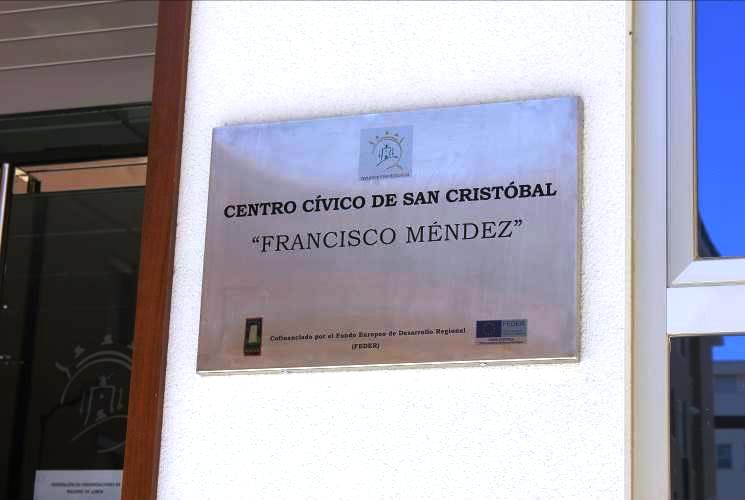 CENTRO CÍVICO DE SAN CRISTÓBAL
“FRANCISCO MÉNDEZ”
Cofinanciado por el Fondo Europeo de Desarrollo Regional
(FEDER)
FEDER